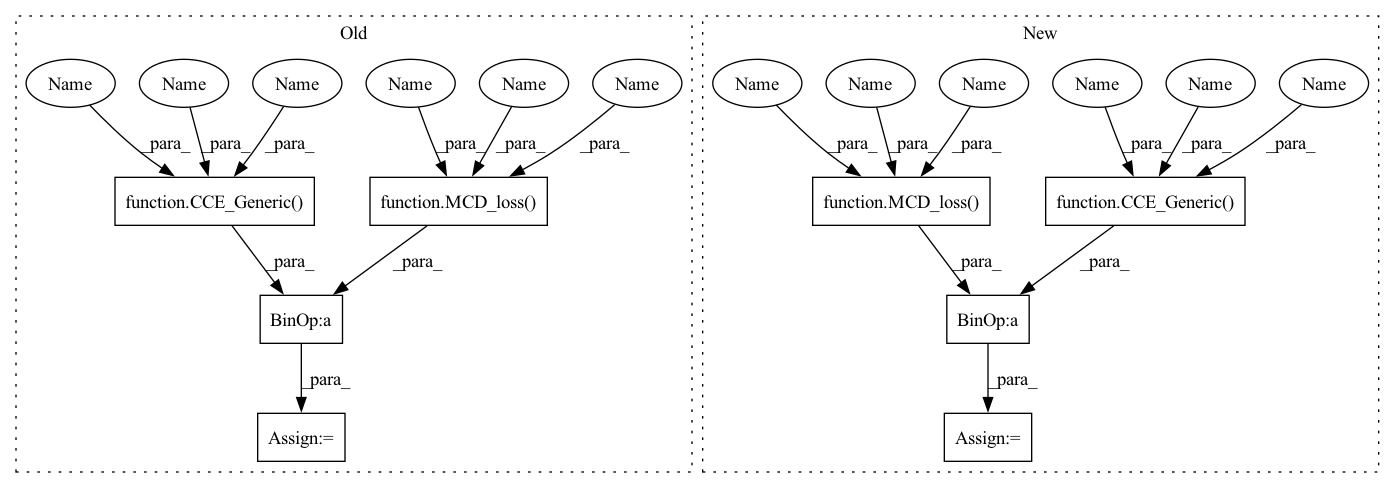 Old
New
Name Name Name Name Name Name Name Name Name Name Name Name
_para_ _para_ _para_ _para_ _para_ _para_ _para_ _para_ _para_ _para_ _para_ _para_
function.CCE_Generic() function.MCD_loss() function.MCD_loss() function.CCE_Generic()
_para_ _para_ _para_ _para_
BinOp:a BinOp:a
_para_ _para_
Assign:= Assign:=